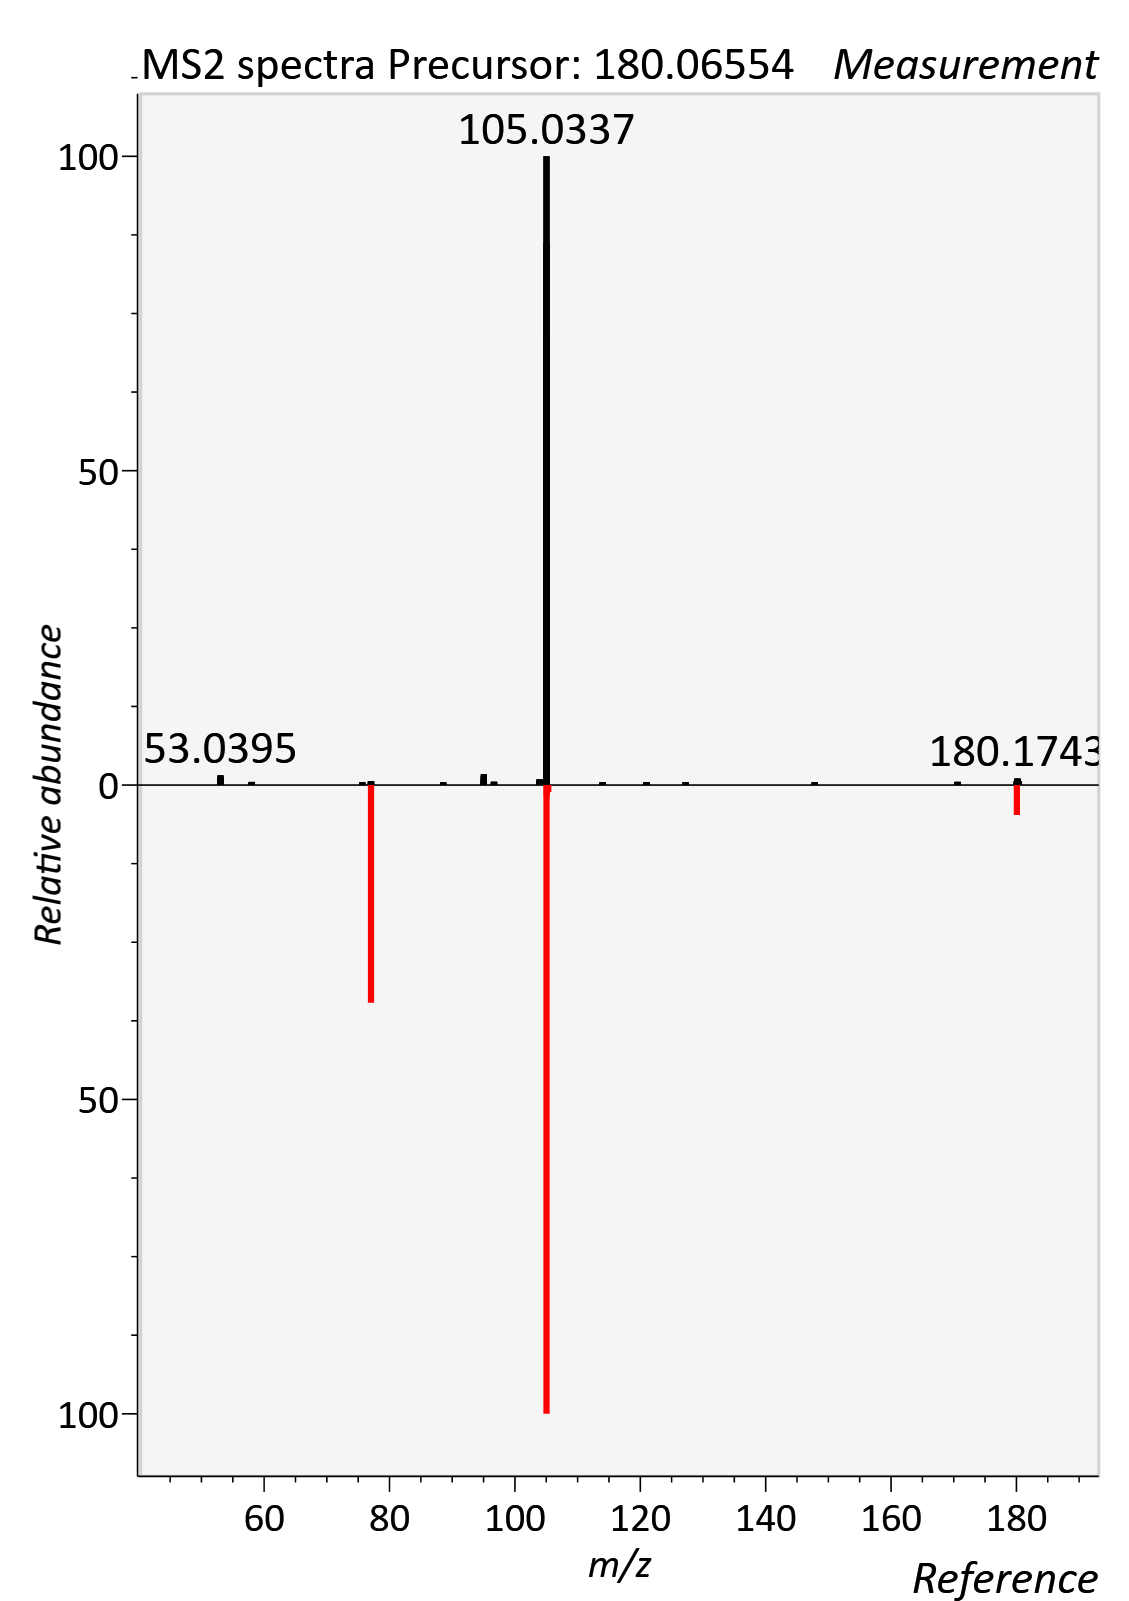 MS2 spectra Precursor: 180.06554 Measurement
105.0337
100
50
53.0395
180.1743
0
50
100
Relative abundance
60 80 100 120 140 160 180
m/z
Reference